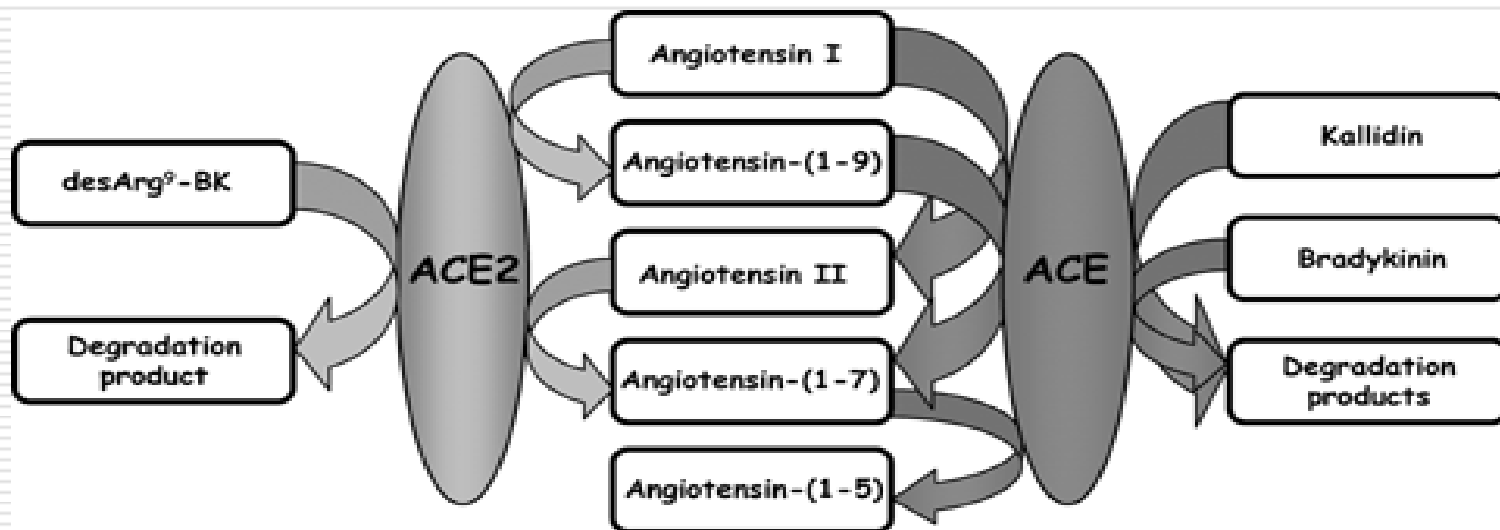 Angiotensin I
Kallidin
Angiotensin-(1-9)
desArg⁹-BK
Bradykinin
ACE2
Angiotensin II
ACE
Degradation
product
Angiotensin-(1-7)
Degradation
products
Angiotensin-(1-5)